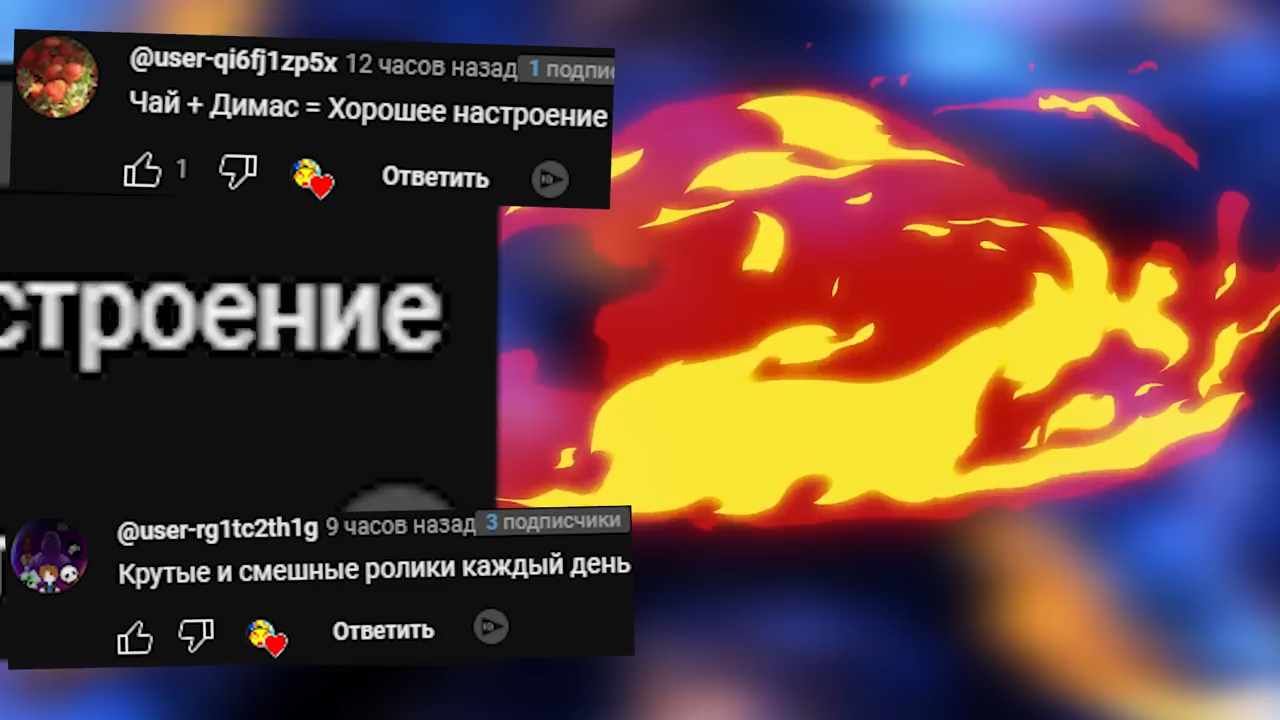 @user-qi6fj1zp5x 12 часов назад 1 подпис
Чай + Димас = Хорошее настроение
1
Ответить
строение
@user-rg1tc2th1g 9 часов назад 3 подписчики
Крутые и смешные ролики каждый день
Ответить